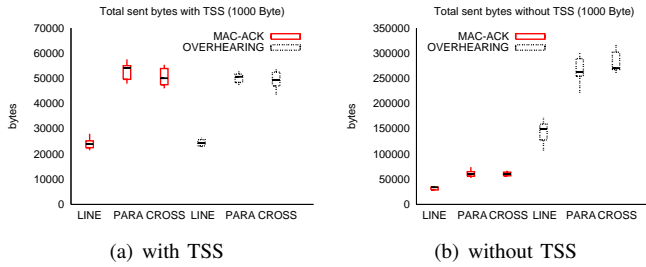 Total sent bytes with TSS (1000 Byte)
MAC-ACK
OVERHEARING
bytes
70000
60000
50000
40000
30000
20000
10000
0
LINE PARA CROSS LINE PARA CROSS
(a) with TSS
Total sent bytes without TSS (1000 Byte)
MAC-ACK
OVERHEARING
bytes
350000
300000
250000
200000
150000
100000
50000
0
LINE PARA CROSS LINE PARA CROSS
(b) without TSS